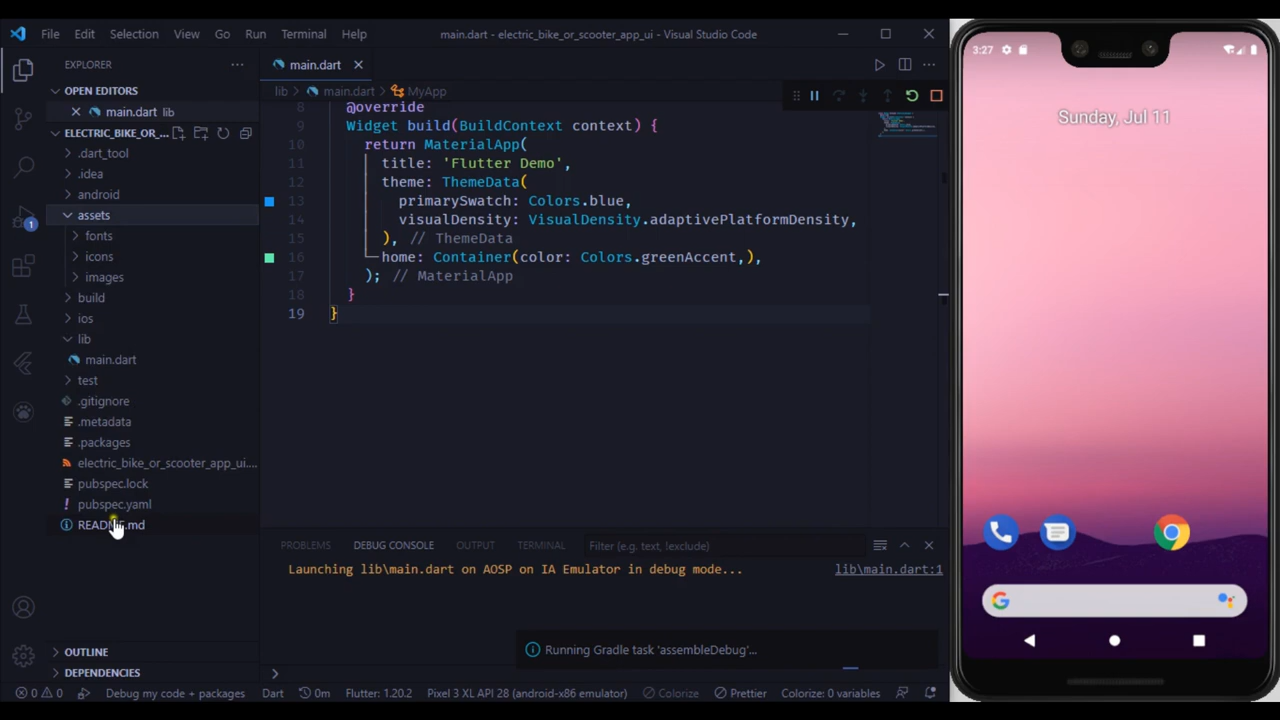 File Edit Selection View Go Run Terminal Help
main.dart - electric_bike_or_scooter_app_ui - Visual Studio Code
EXPLORER
OPEN EDITORS
main.dart lib
ELECTRIC_BIKE_OR_...
.dart_tool
.idea
android
assets
fonts
icons
images
build
ios
lib
main.dart
test
.gitignore
.metadata
.packages
electric_bike_or_scooter_app_ui....
pubspec.lock
pubspec.yaml
README.md
OUTLINE
DEPENDENCIES
1
main.dart
lib > main.dart > MyApp
8 @override
9 Widget build(BuildContext context) {
10 return MaterialApp(
11 title: 'Flutter Demo',
12 theme: ThemeData(
13 primarySwatch: Colors.blue,
14 visualDensity: VisualDensity.adaptivePlatformDensity,
15 ), // ThemeData
16 home: Container(color: Colors.greenAccent,),
17 ); // MaterialApp
18 }
19 }
PROBLEMS DEBUG CONSOLE OUTPUT TERMINAL Filter (e.g. text, !exclude)
Launching lib\main.dart on AOSP on IA Emulator in debug mode... lib\main.dart:1
Running Gradle task 'assembleDebug'...
0 0 Debug my code + packages Dart 0m Flutter: 1.20.2 Pixel 3 XL API 28 (android-x86 emulator) Colorize Prettier Colorize: 0 variables
3:27
Sunday, Jul 11